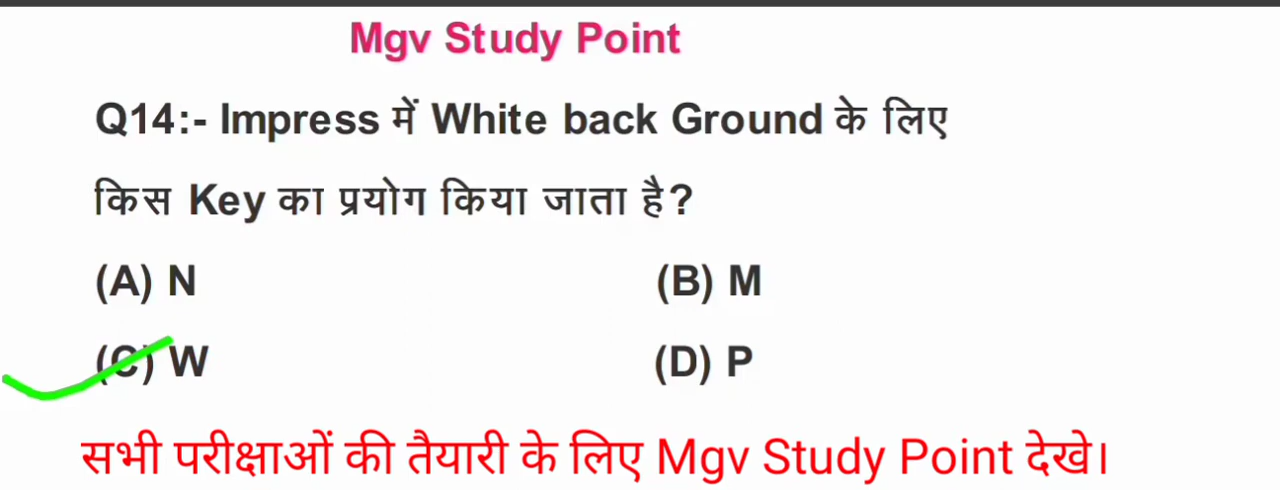 Mgv Study Point
Q14:- Impress में White back Ground के लिए
किस Key का प्रयोग किया जाता है?
(A) N (B) M
(C) W (D) P
सभी परीक्षाओं की तैयारी के लिए Mgv Study Point देखे।